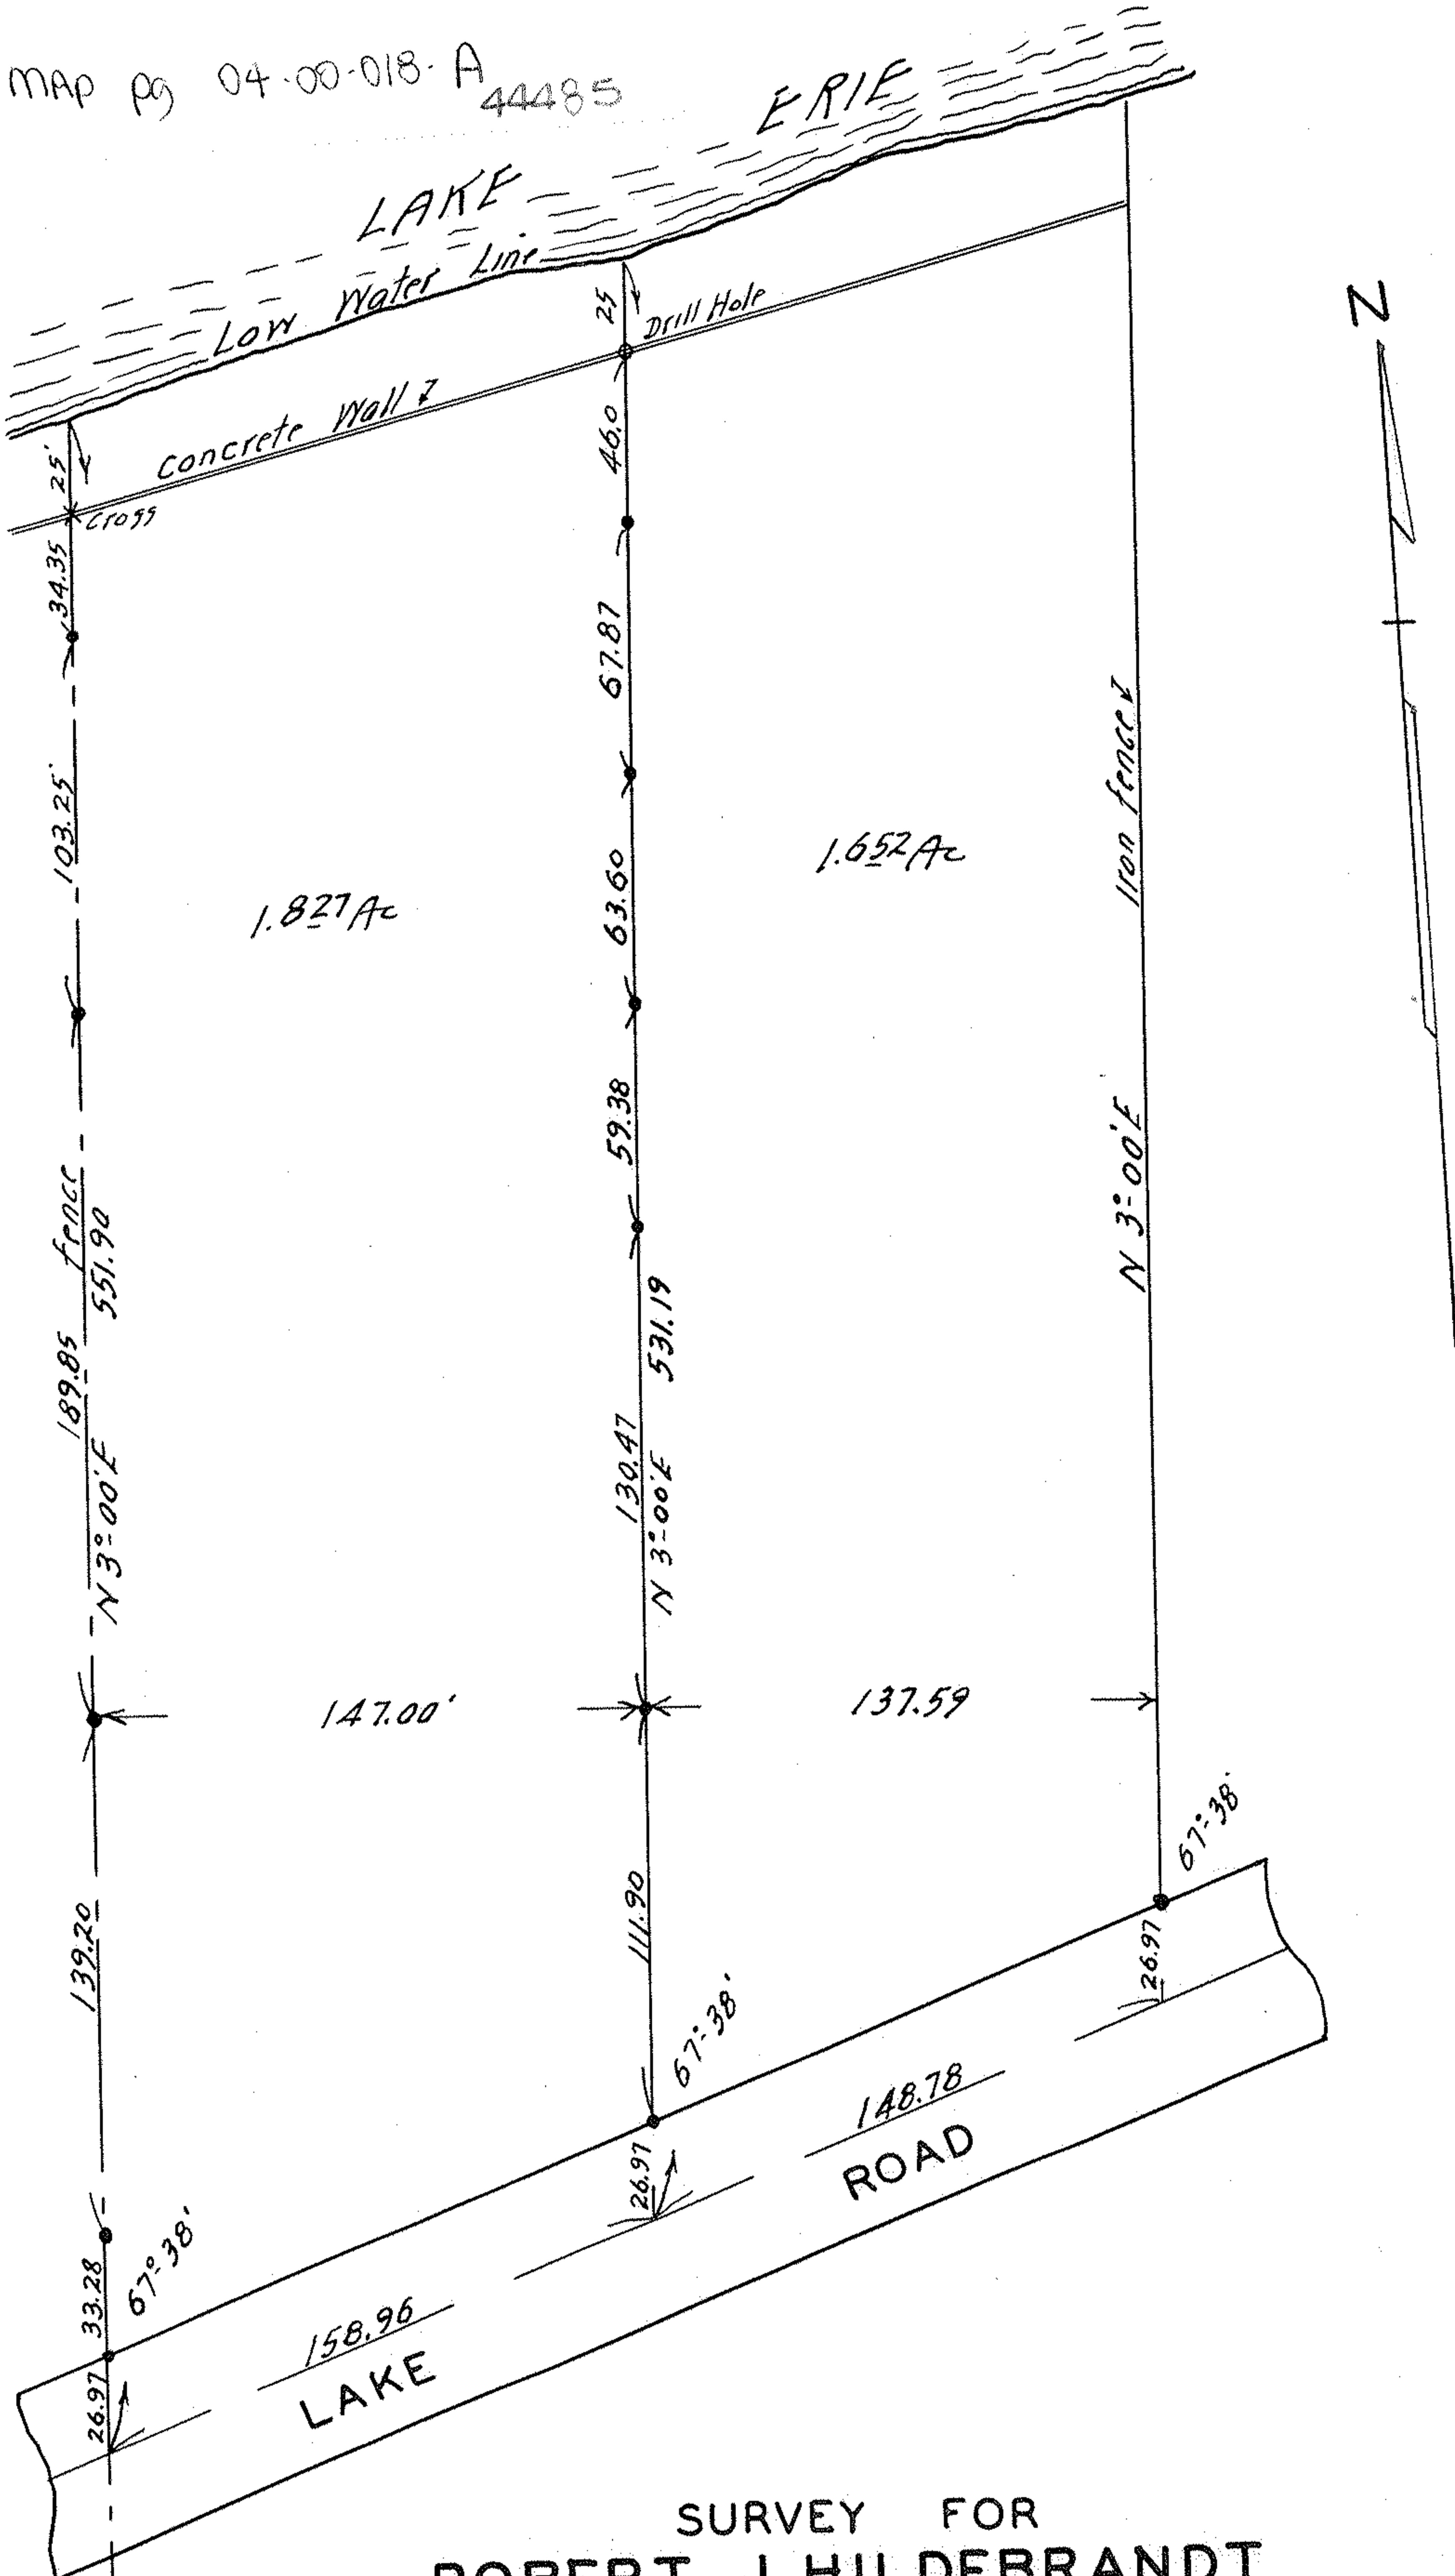 MAP pg 04-00-018-A
44485
LAKE ERIE
Low Water Line
25
Drill Hole
Concrete Wall
25'
Cross
46.0
34.35
67.87
Iron fence
103.25'
63.60
1.652 Ac
1.827 Ac
N
59.38
N 3°-00'E
fence
551.90
189.85
N 3°-00'E
531.19
130.47
N 3°-00'E
147.00'
137.59
67°-38'
139.20
111.90
26.97
67°-38'
148.78
ROAD
26.97
67°-38'
33.28
158.96
LAKE
26.97
SURVEY FOR
ROBERT J HILDEBRANDT